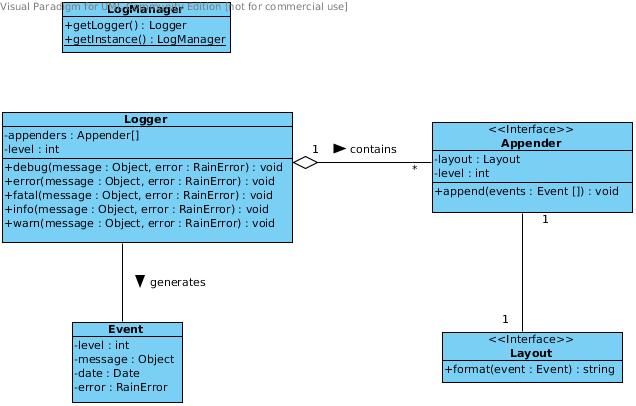 Visual Paradigm for UML Community Edition [not for commercial use]
LogManager
+getLogger() : Logger
+getInstance() : LogManager
Logger
-appenders : Appender[]
-level : int
+debug(message : Object, error : RainError) : void
+error(message : Object, error : RainError) : void
+fatal(message : Object, error : RainError) : void
+info(message : Object, error : RainError) : void
+warn(message : Object, error : RainError) : void
1
contains
*
<<Interface>>
Appender
-layout : Layout
-level : int
+append(events : Event []) : void
1
generates
1
Event
-level : int
-message : Object
-date : Date
-error : RainError
<<Interface>>
Layout
+format(event : Event) : string